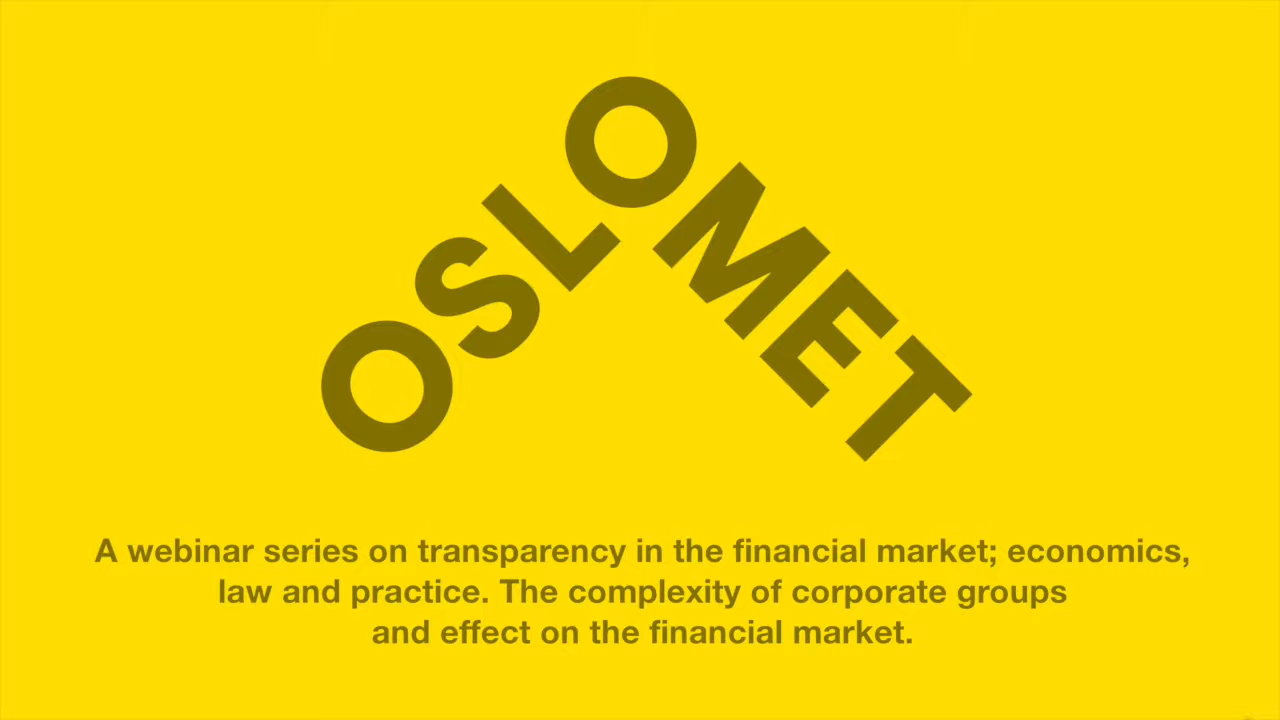 OSLOMET
A webinar series on transparency in the financial market; economics,
law and practice. The complexity of corporate groups
and effect on the financial market.